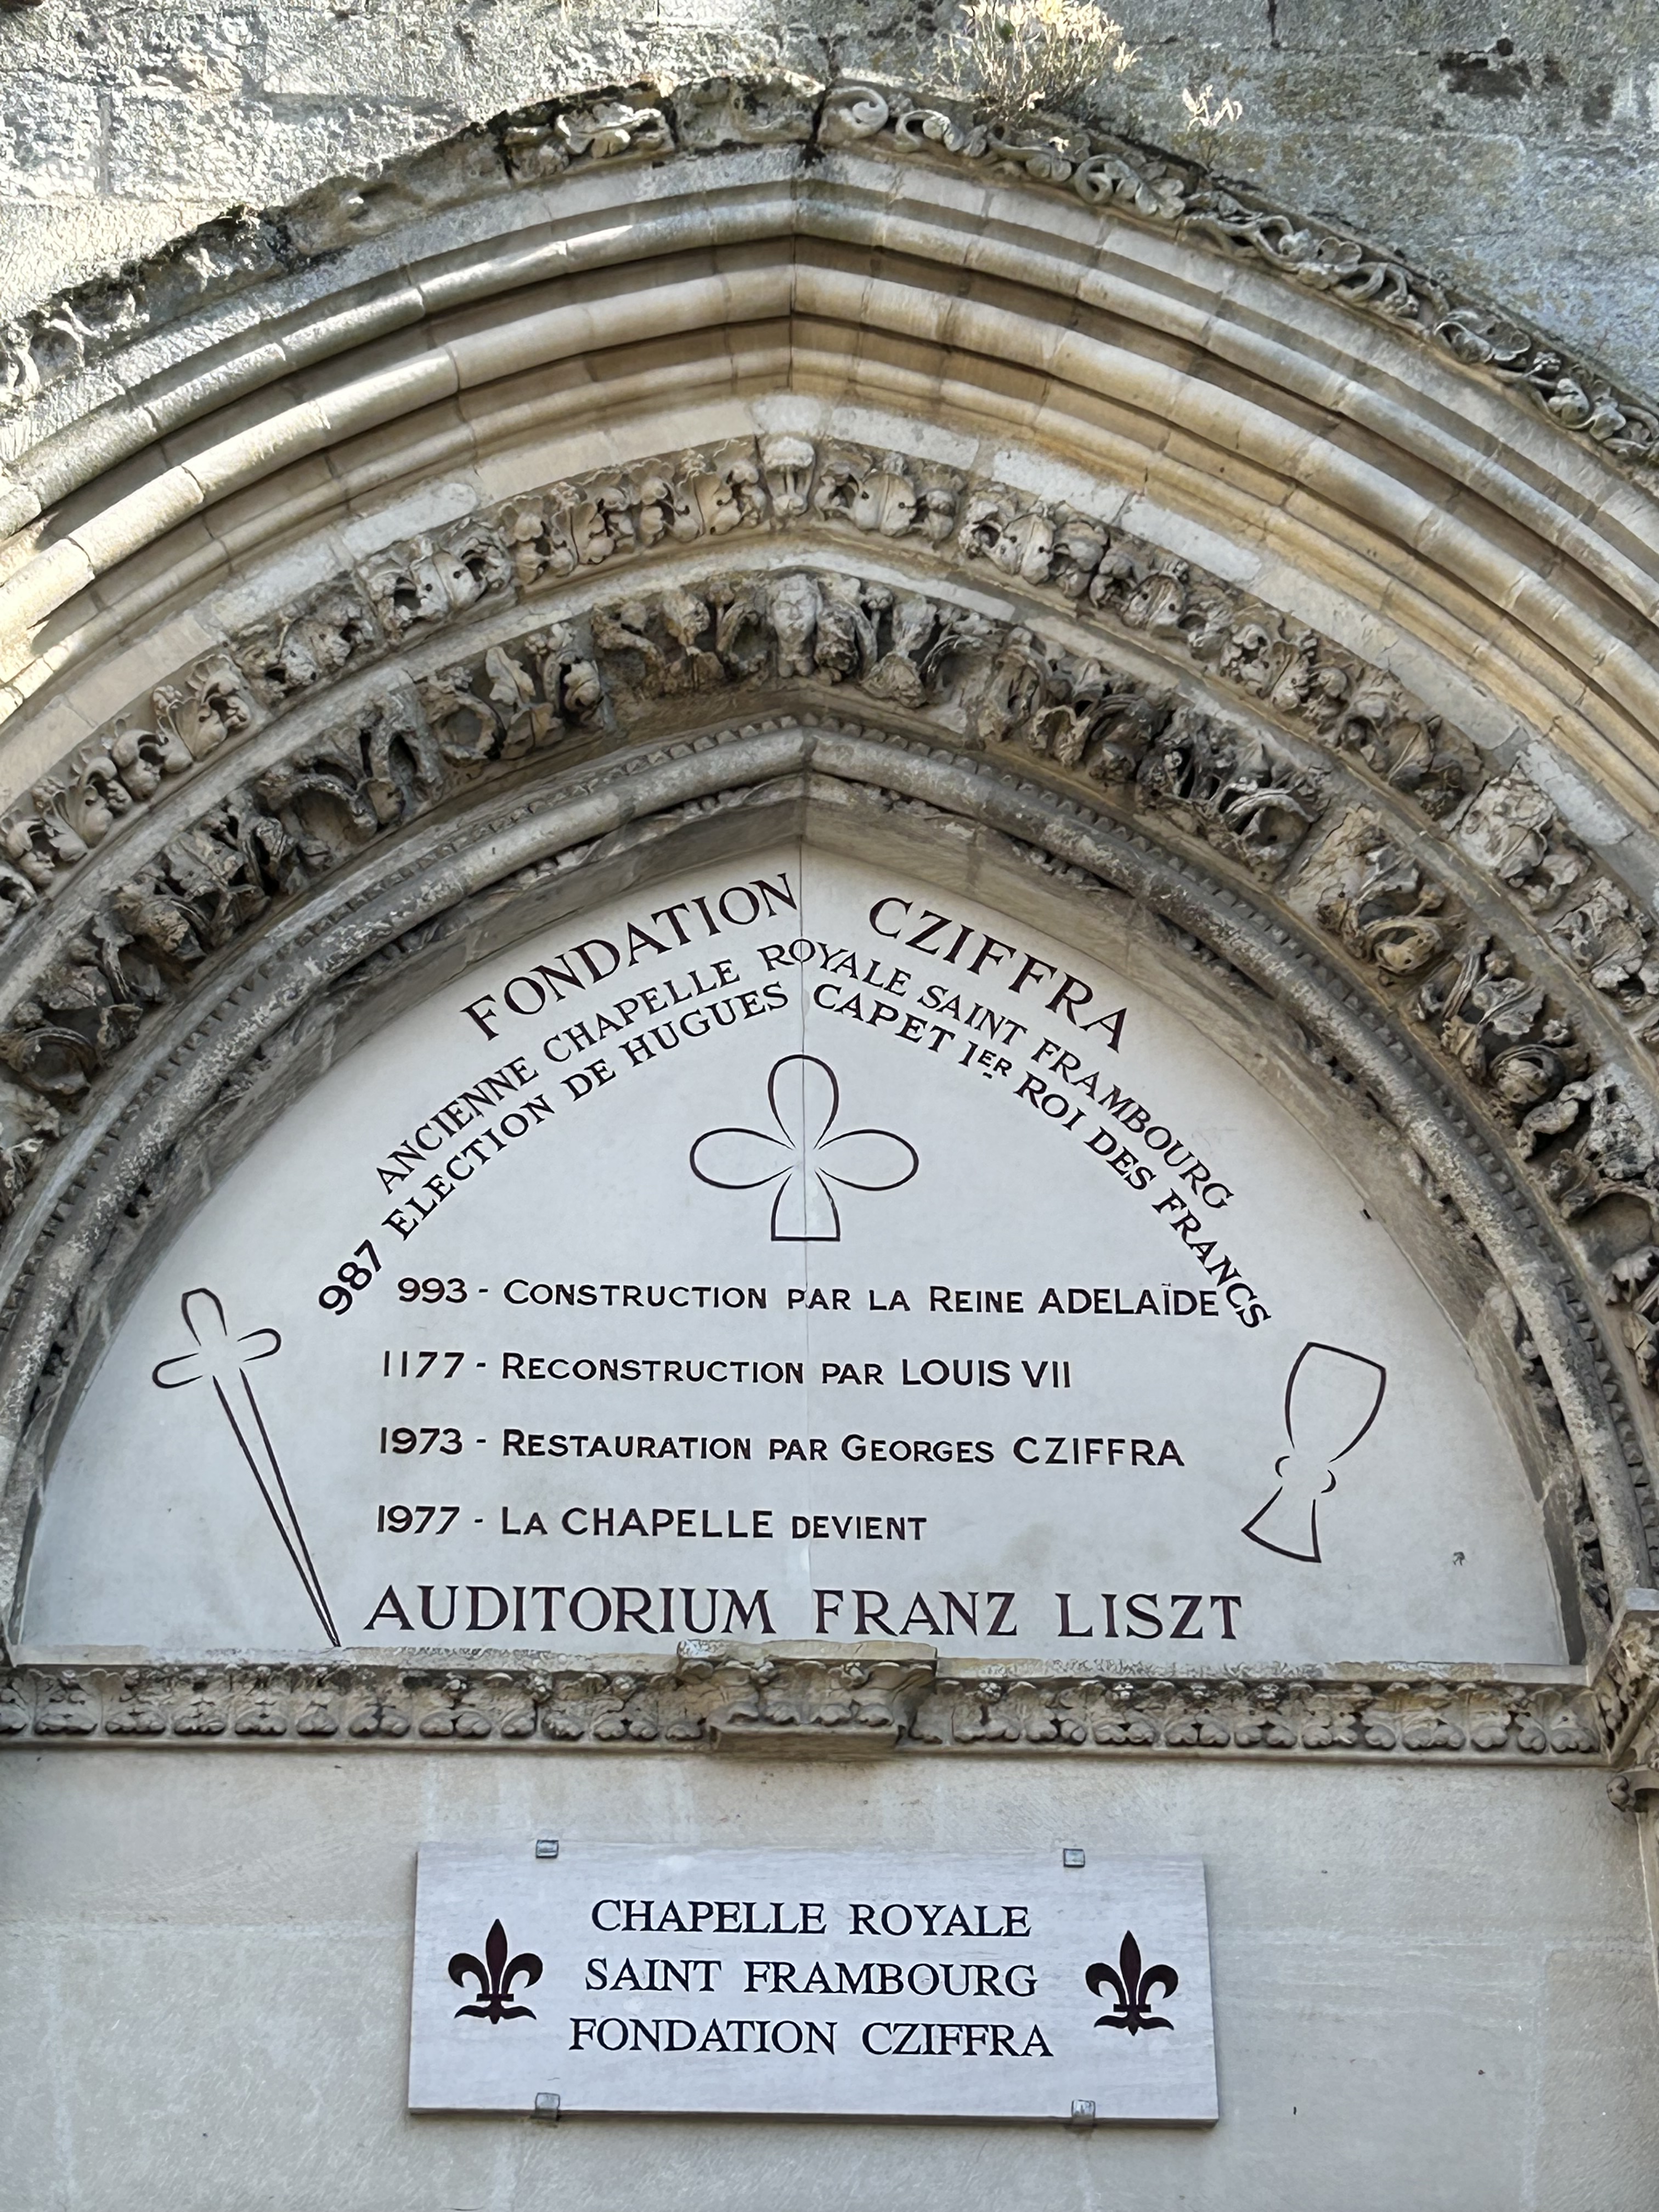 FONDATION CZIFFRA
ANCIENNE CHAPELLE ROYALE SAINT FRAMBOURG
987 ELECTION DE HUGUES CAPET 1ER ROI DES FRANCS
993 - CONSTRUCTION PAR LA REINE ADELAÏDE
1177 - RECONSTRUCTION PAR LOUIS VII
1973 - RESTAURATION PAR GEORGES CZIFFRA
1977 - LA CHAPELLE DEVIENT
AUDITORIUM FRANZ LISZT
CHAPELLE ROYALE
SAINT FRAMBOURG
FONDATION CZIFFRA